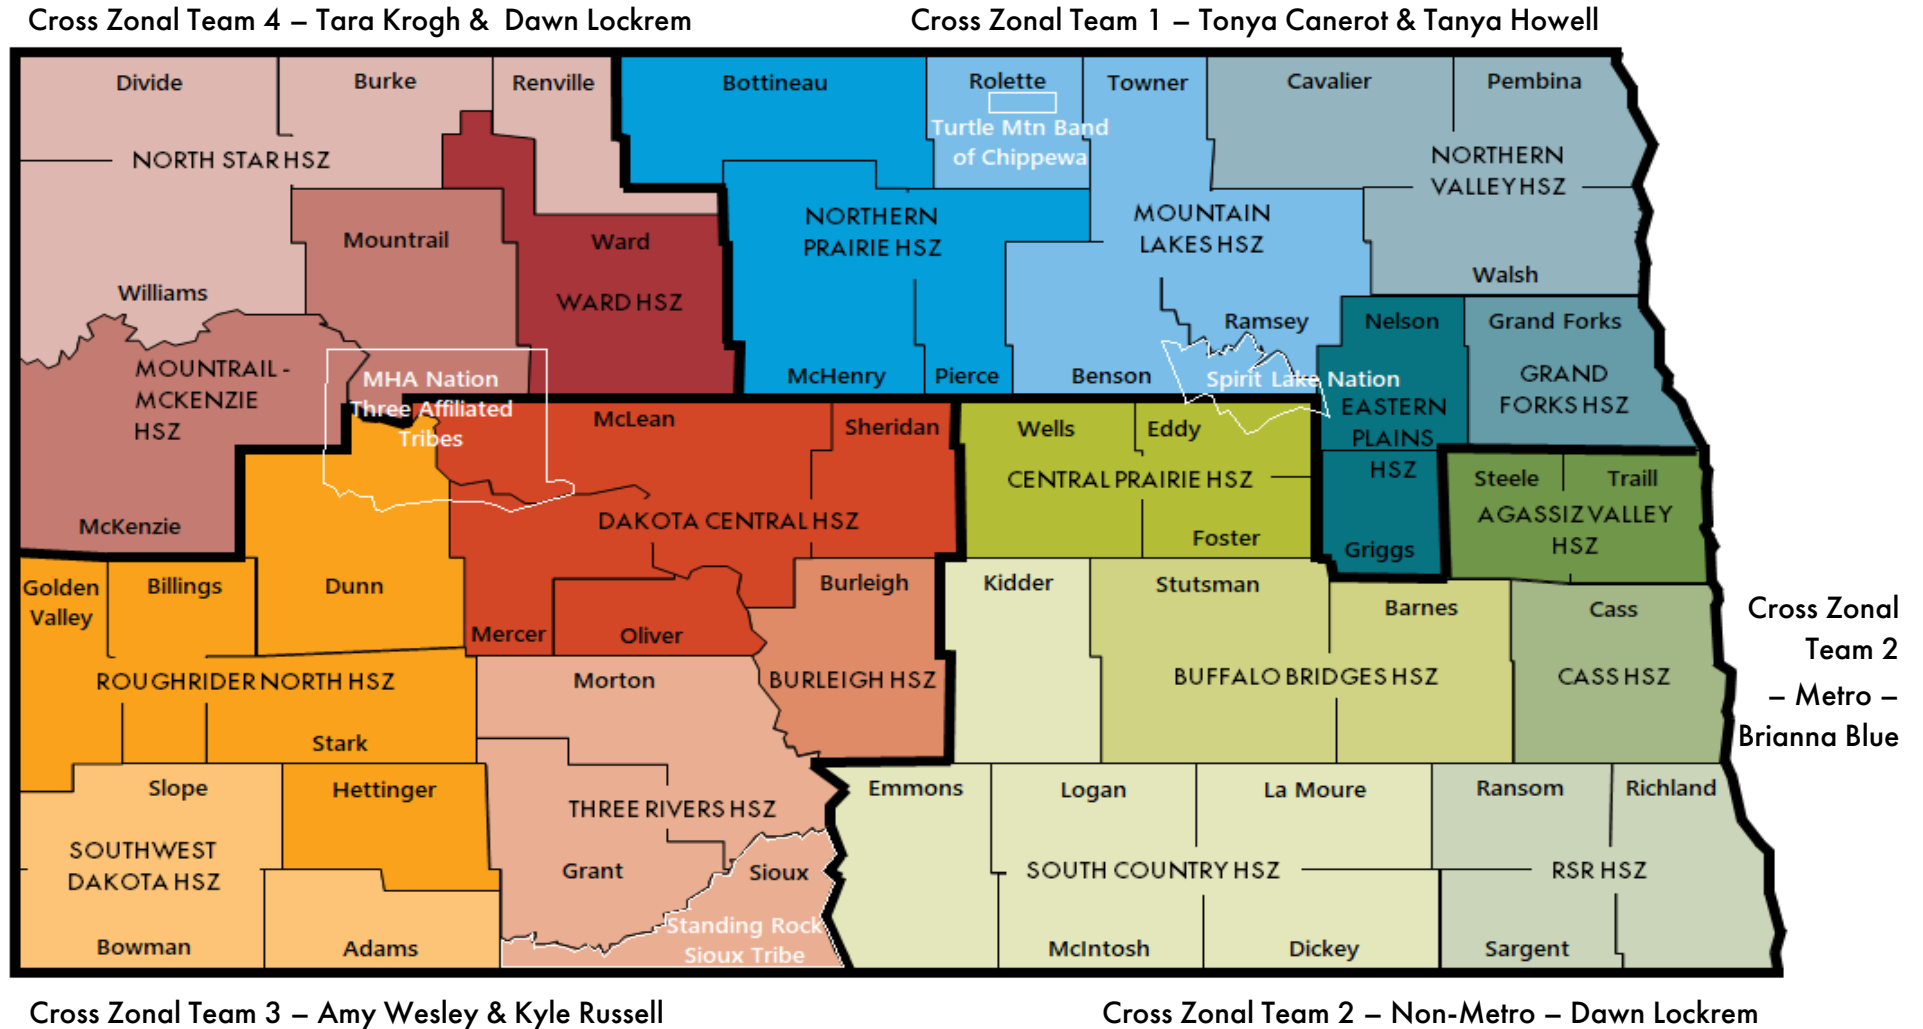 Cross Zonal Team 4 – Tara Krogh & Dawn Lockrem
Cross Zonal Team 1 – Tonya Canerot & Tanya Howell
Divide
Burke
Renville
Bottineau
Rolette
Towner
Cavalier
Pembina
Turtle Mtn Band
of Chippewa
NORTH STAR HSZ
NORTHERN
VALLEY HSZ
NORTHERN
PRAIRIE HSZ
MOUNTAIN
LAKES HSZ
Mountrail
Ward
WARD HSZ
Walsh
Williams
Ramsey
Nelson
Grand Forks
MOUNTRAIL -
MCKENZIE
HSZ
MHA Nation
Three Affiliated
Tribes
McHenry
Pierce
Benson
Spirit Lake Nation
GRAND
FORKS HSZ
EASTERN
PLAINS
HSZ
McLean
Sheridan
Wells
Eddy
CENTRAL PRAIRIE HSZ
Steele
Traill
AGASSIZ VALLEY
HSZ
McKenzie
DAKOTA CENTRAL HSZ
Foster
Griggs
Golden
Valley
Billings
Dunn
Mercer
Oliver
Burleigh
Kidder
Stutsman
Barnes
Cass
Cross Zonal
Team 2
– Metro –
Brianna Blue
ROUGHRIDER NORTH HSZ
Morton
BURLEIGH HSZ
BUFFALO BRIDGES HSZ
CASS HSZ
Stark
Slope
Hettinger
THREE RIVERS HSZ
Emmons
Logan
La Moure
Ransom
Richland
SOUTHWEST
DAKOTA HSZ
Grant
Sioux
SOUTH COUNTRY HSZ
RSR HSZ
Standing Rock
Sioux Tribe
Bowman
Adams
McIntosh
Dickey
Sargent
Cross Zonal Team 3 – Amy Wesley & Kyle Russell
Cross Zonal Team 2 – Non-Metro – Dawn Lockrem